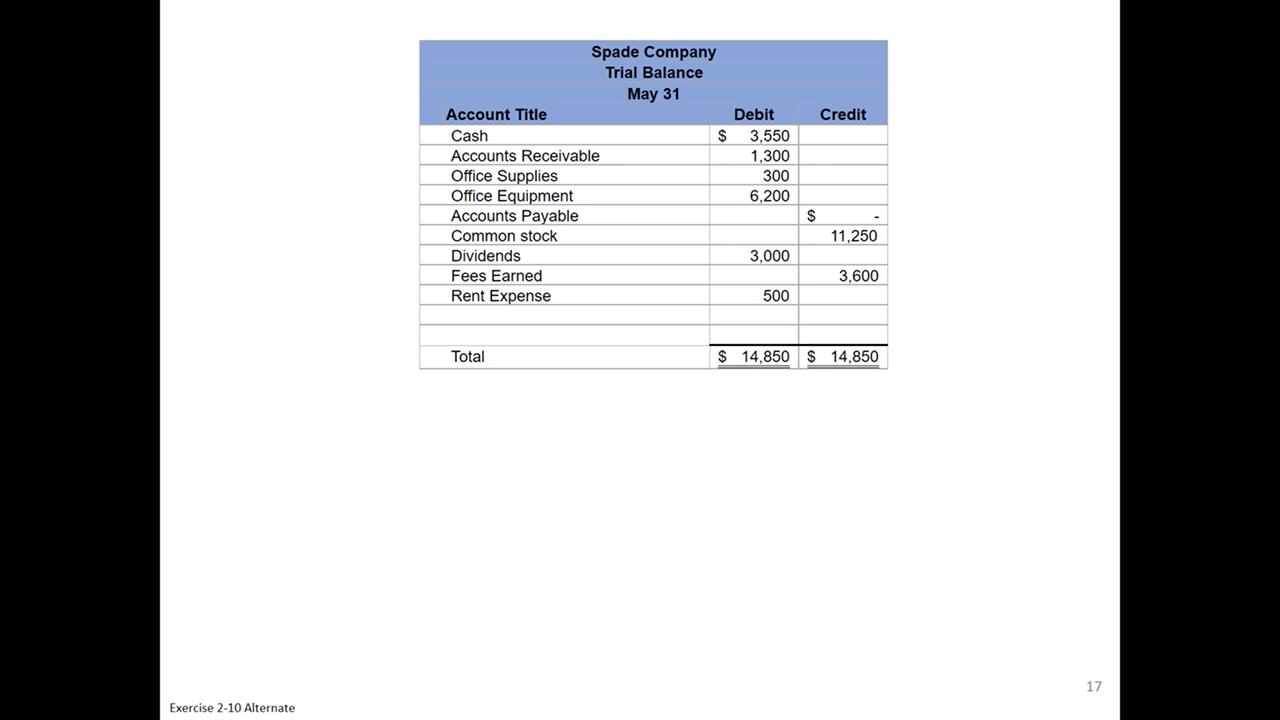 Spade Company
Trial Balance
May 31
Account Title Debit Credit
Cash $ 3,550
Accounts Receivable 1,300
Office Supplies 300
Office Equipment 6,200
Accounts Payable $ -
Common stock 11,250
Dividends 3,000
Fees Earned 3,600
Rent Expense 500
Total $ 14,850 $ 14,850
17
Exercise 2-10 Alternate